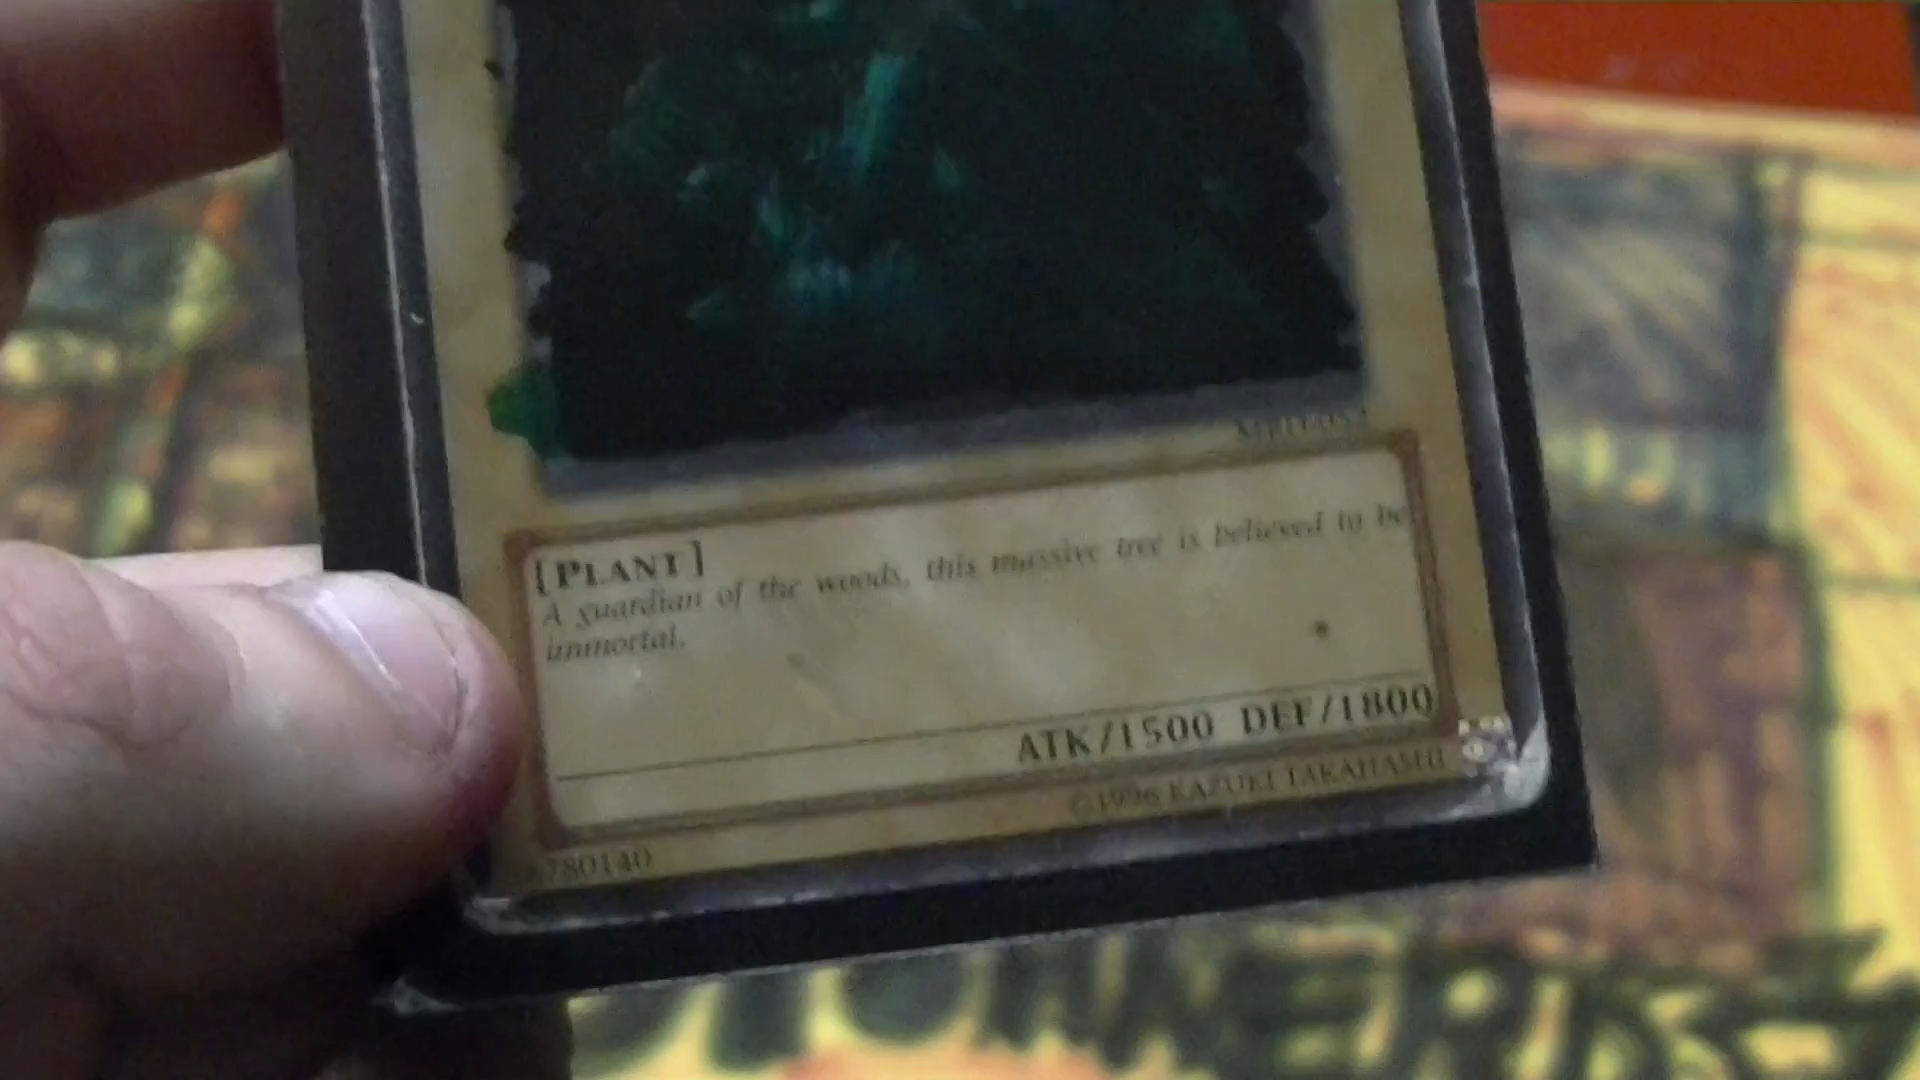 [PLANT]
A guardian of the woods, this massive tree is believed to be
immortal.
ATK/1500 DEF/1800
©1996 KAZUKI TAKAHASHI